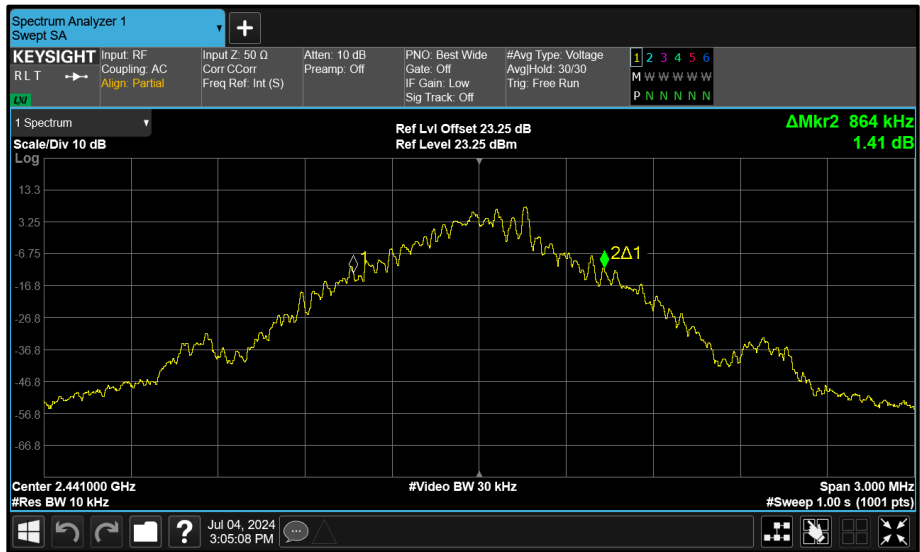 Spectrum Analyzer 1
Swept SA
+
KEYSIGHT
R L T
LXI
Input: RF
Coupling: AC
Align: Partial
Input Z: 50 Ω
Corr CCorr
Freq Ref: Int (S)
Atten: 10 dB
Preamp: Off
PNO: Best Wide
Gate: Off
IF Gain: Low
Sig Track: Off
#Avg Type: Voltage
Avg|Hold: 30/30
Trig: Free Run
1 2 3 4 5 6
M W W W W W
P N N N N N
1 Spectrum
Scale/Div 10 dB
Ref Lvl Offset 23.25 dB
Ref Level 23.25 dBm
ΔMkr2 864 kHz
1.41 dB
Log
13.3
3.25
-6.75
-16.8
-26.8
-36.8
-46.8
-56.8
-66.8
1
2Δ1
Center 2.441000 GHz
#Res BW 10 kHz
#Video BW 30 kHz
Span 3.000 MHz
#Sweep 1.00 s (1001 pts)
?
Jul 04, 2024
3:05:08 PM